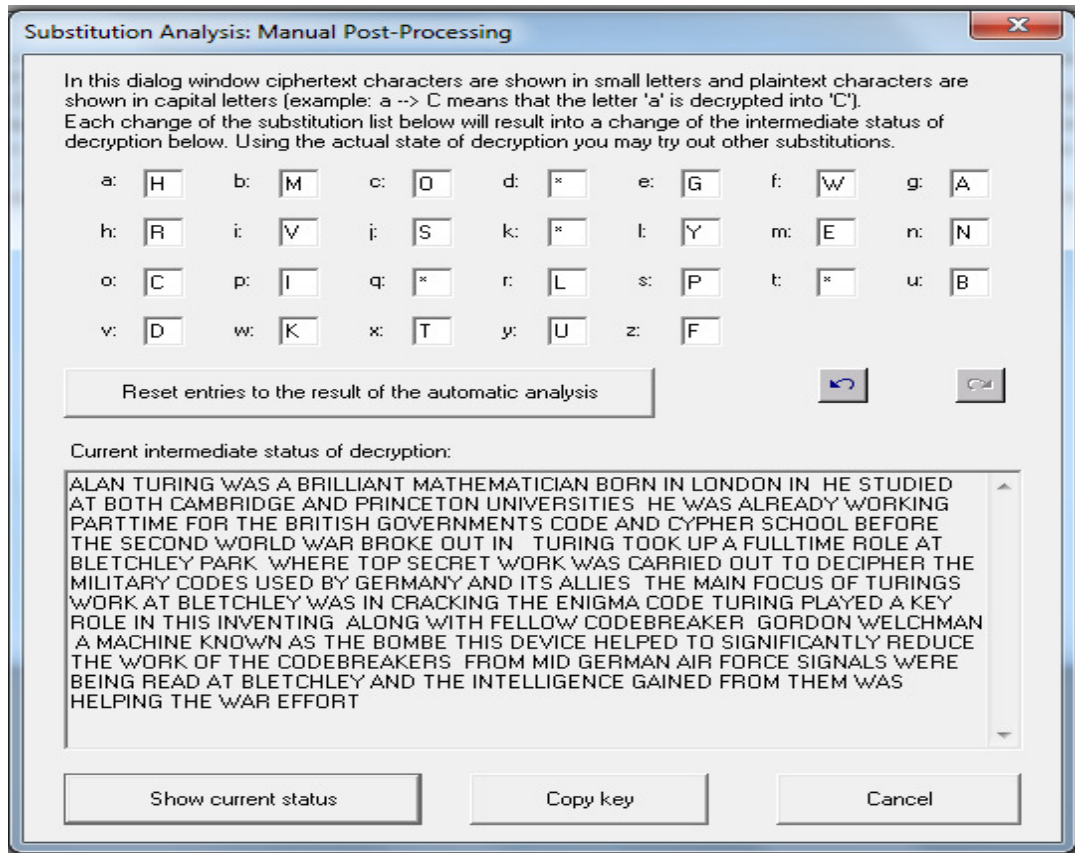 Substitution Analysis: Manual Post-Processing
In this dialog window ciphertext characters are shown in small letters and plaintext characters are
shown in capital letters (example: a --> C means that the letter 'a' is decrypted into 'C').
Each change of the substitution list below will result into a change of the intermediate status of
decryption below. Using the actual state of decryption you may try out other substitutions.
a: H b: M c: O d: * e: G f: W g: A
h: R i: V j: S k: * l: Y m: E n: N
o: C p: I q: * r: L s: P t: * u: B
v: D w: K x: T y: U z: F
Reset entries to the result of the automatic analysis
Current intermediate status of decryption:
ALAN TURING WAS A BRILLIANT MATHEMATICIAN BORN IN LONDON IN  HE STUDIED
AT BOTH CAMBRIDGE AND PRINCETON UNIVERSITIES  HE WAS ALREADY WORKING
PARTTIME FOR THE BRITISH GOVERNMENTS CODE AND CYPHER SCHOOL BEFORE
THE SECOND WORLD WAR BROKE OUT IN   TURING TOOK UP A FULLTIME ROLE AT
BLETCHLEY PARK  WHERE TOP SECRET WORK WAS CARRIED OUT TO DECIPHER THE
MILITARY CODES USED BY GERMANY AND ITS ALLIES  THE MAIN FOCUS OF TURINGS
WORK AT BLETCHLEY WAS IN CRACKING THE ENIGMA CODE TURING PLAYED A KEY
ROLE IN THIS INVENTING  ALONG WITH FELLOW CODEBREAKER  GORDON WELCHMAN
A MACHINE KNOWN AS THE BOMBE THIS DEVICE HELPED TO SIGNIFICANTLY REDUCE
THE WORK OF THE CODEBREAKERS  FROM MID GERMAN AIR FORCE SIGNALS WERE
BEING READ AT BLETCHLEY AND THE INTELLIGENCE GAINED FROM THEM WAS
HELPING THE WAR EFFORT
Show current status Copy key Cancel